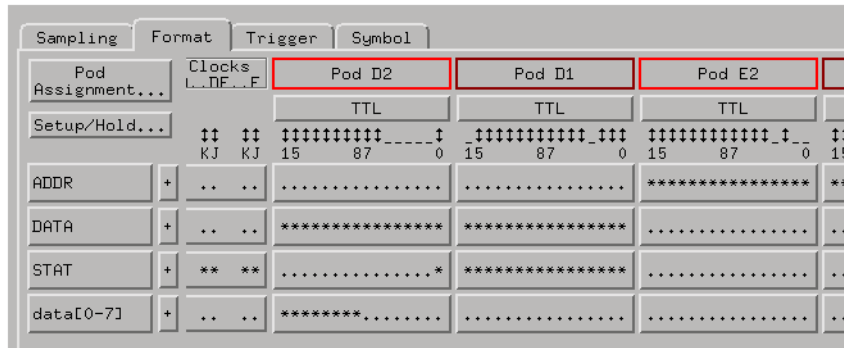 Sampling Format Trigger Symbol
Pod Assignment... Clocks Pod D2 Pod D1 Pod E2
TTL TTL TTL
Setup/Hold...
KJ KJ 15 87 0 15 87 0 15 87 0
ADDR + .. .. ................ ................ ****************
DATA + .. .. **************** **************** ................
STAT + ** ** ...............* **************** ................
data[0-7] + .. .. ********........ ................ ................